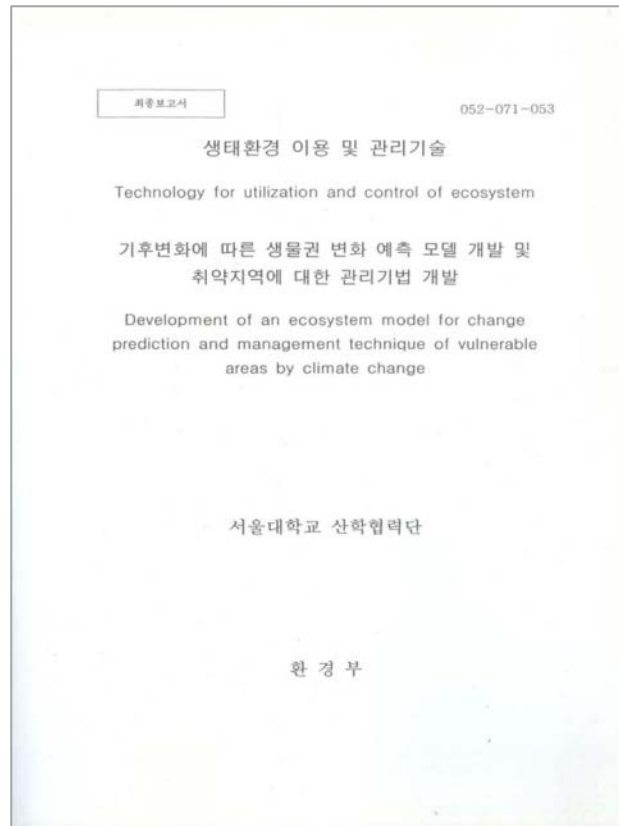 최종보고서
052-071-053
생태환경 이용 및 관리기술
Technology for utilization and control of ecosystem
기후변화에 따른 생물권 변화 예측 모델 개발 및
취약지역에 대한 관리기법 개발
Development of an ecosystem model for change
prediction and management technique of vulnerable
areas by climate change
서울대학교 산학협력단
환 경 부